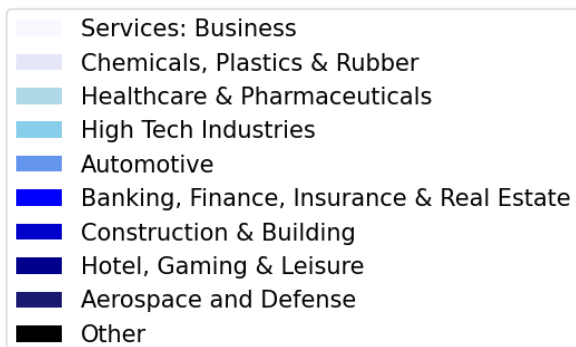 Services: Business
Chemicals, Plastics & Rubber
Healthcare & Pharmaceuticals
High Tech Industries
Automotive
Banking, Finance, Insurance & Real Estate
Construction & Building
Hotel, Gaming & Leisure
Aerospace and Defense
Other